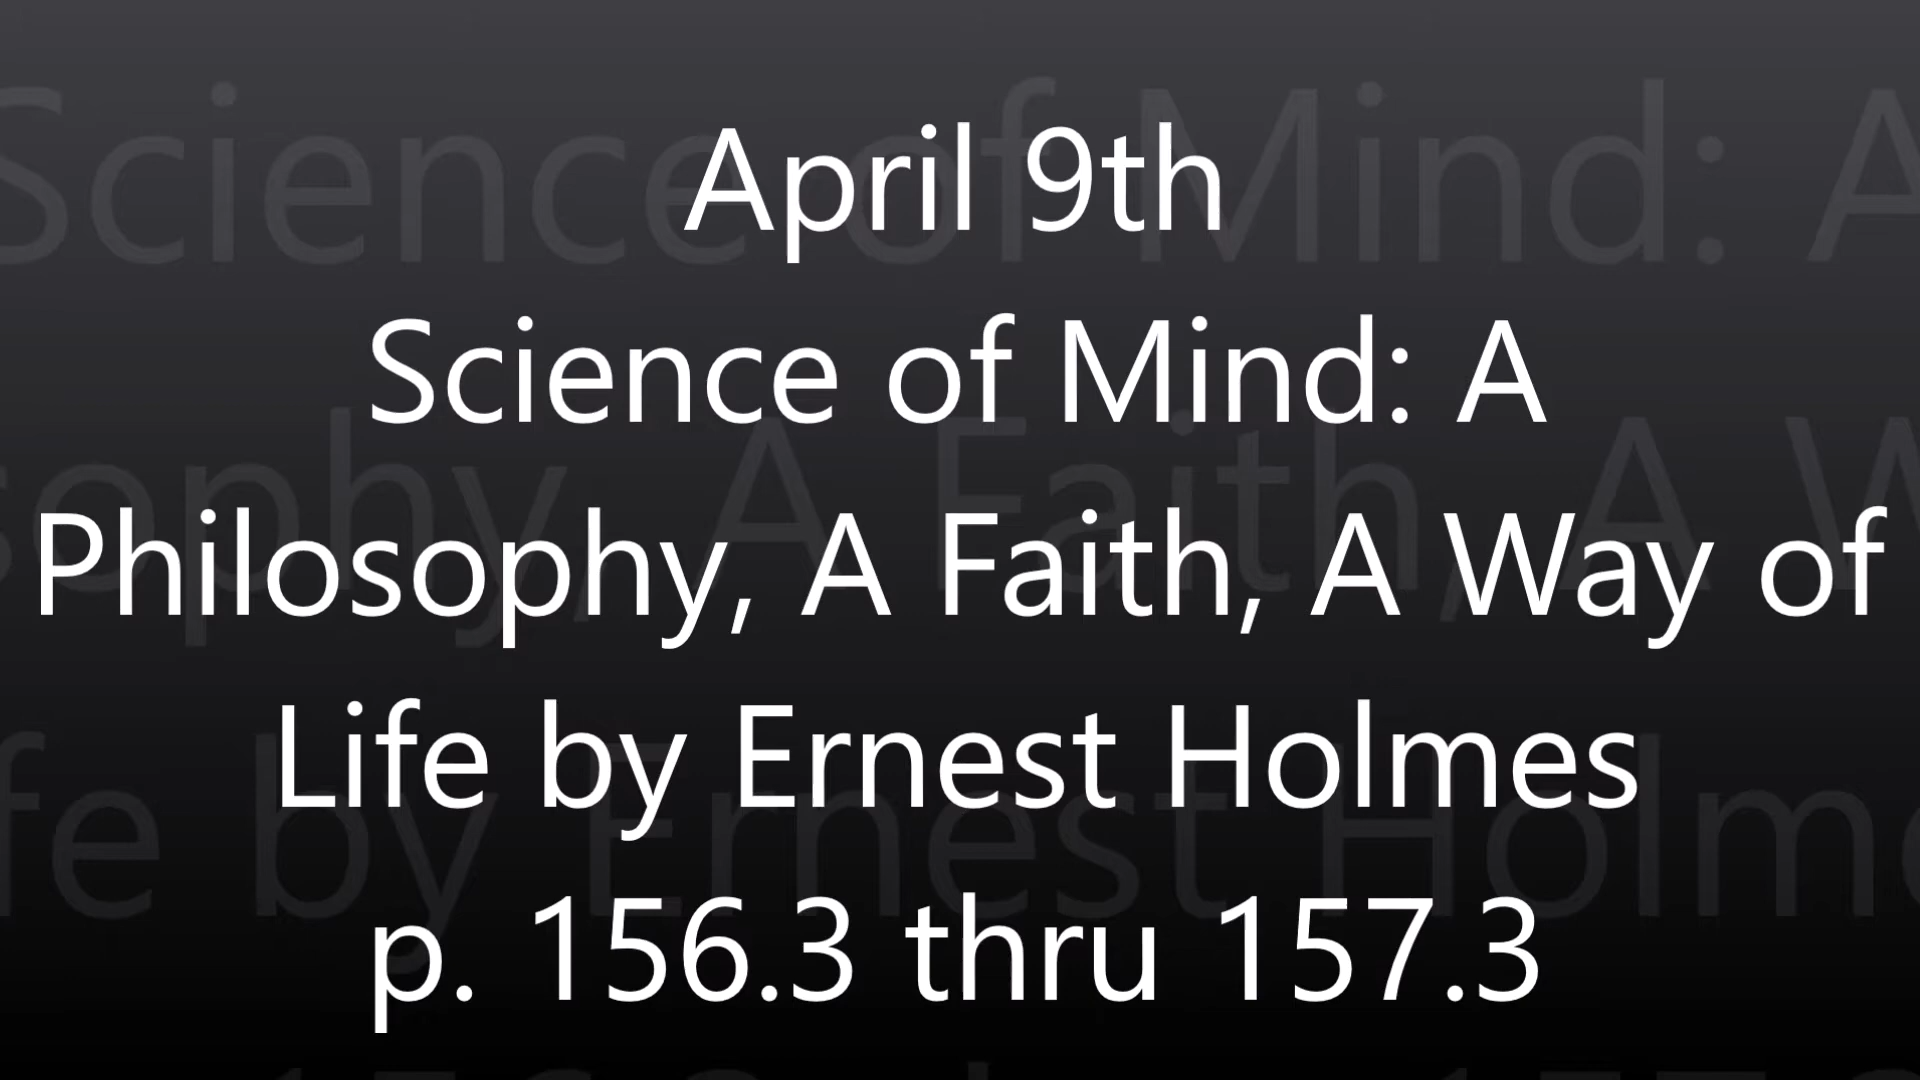 April 9th
Science of Mind: A
Philosophy, A Faith, A Way of
Life by Ernest Holmes
p. 156.3 thru 157.3